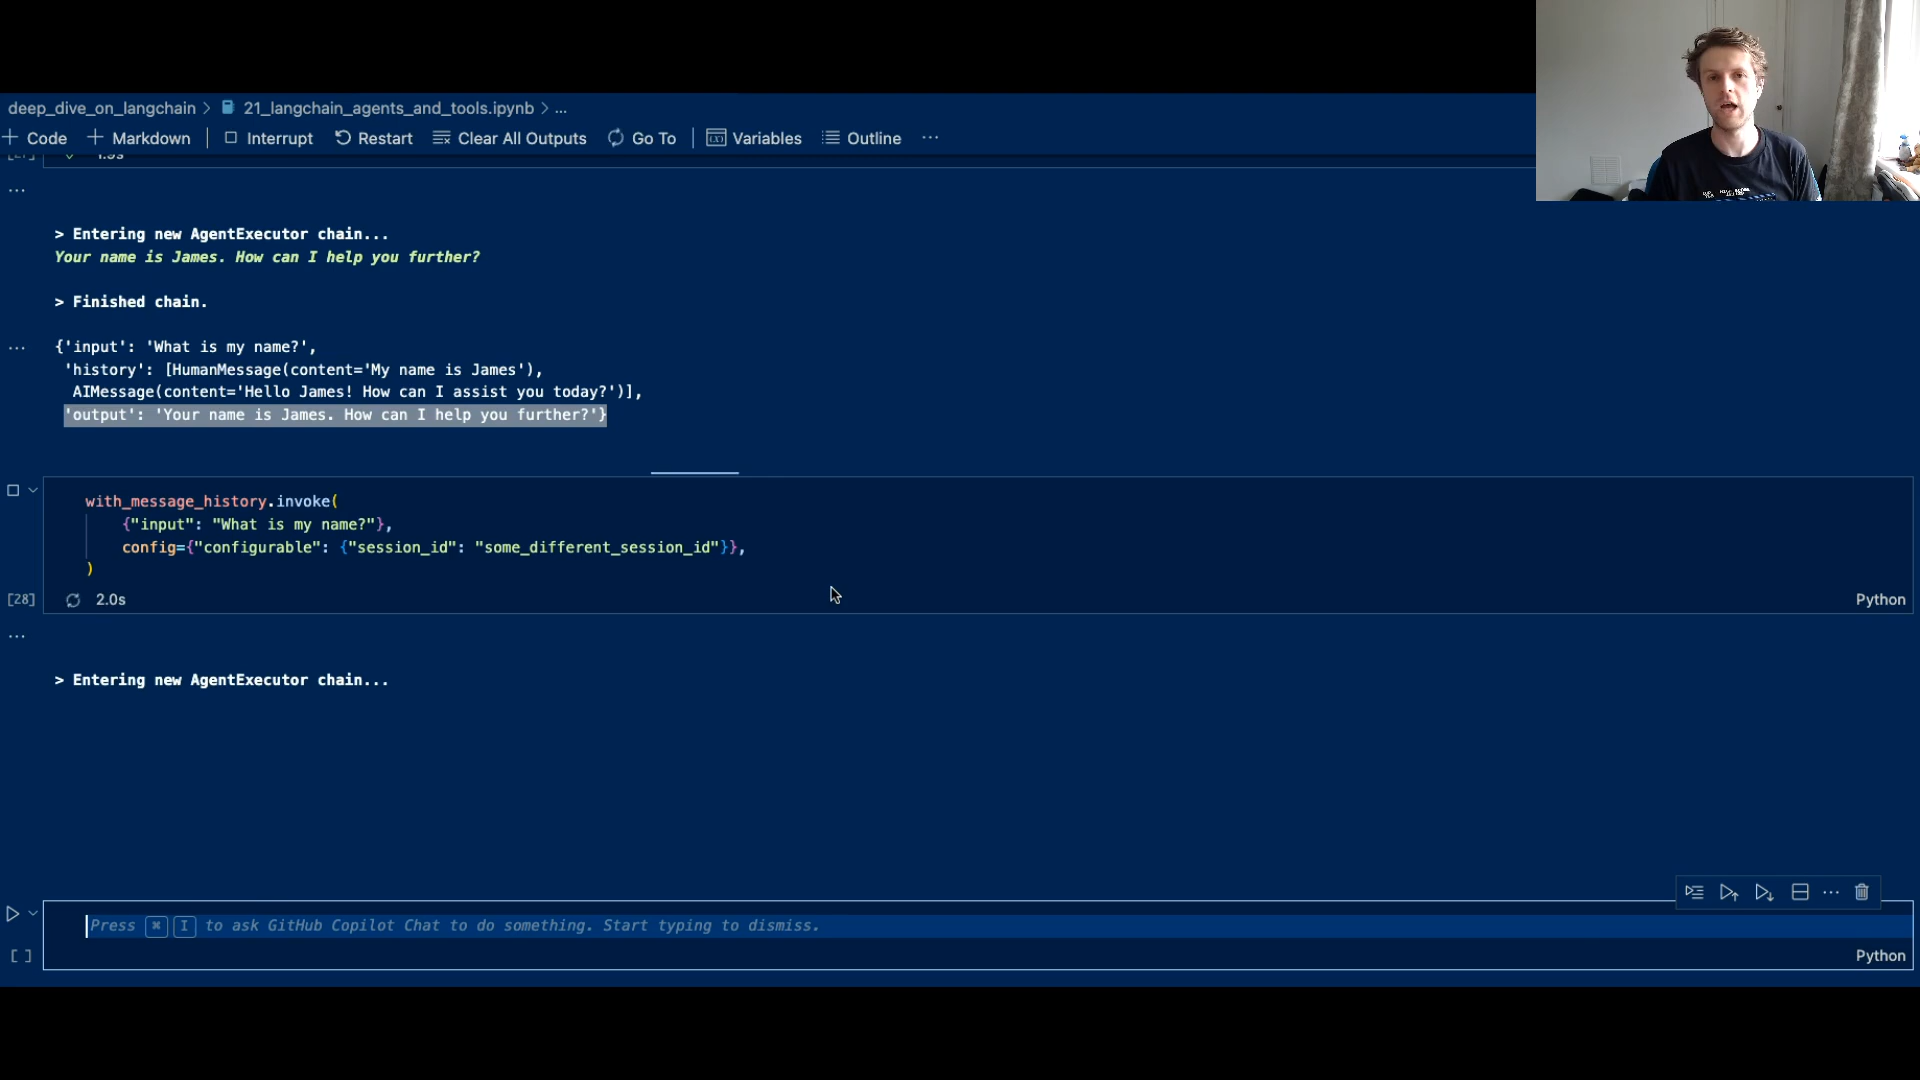 deep_dive_on_langchain > 21_langchain_agents_and_tools.ipynb > ...
+ Code + Markdown | Interrupt Restart Clear All Outputs Go To | Variables Outline ...
...
> Entering new AgentExecutor chain...
Your name is James. How can I help you further?
> Finished chain.
... {'input': 'What is my name?',
'history': [HumanMessage(content='My name is James'),
AIMessage(content='Hello James! How can I assist you today?')],
'output': 'Your name is James. How can I help you further?'}
with_message_history.invoke(
{"input": "What is my name?"},
config={"configurable": {"session_id": "some_different_session_id"}},
)
[28] 2.0s Python
...
> Entering new AgentExecutor chain...
Press ⌘ I to ask GitHub Copilot Chat to do something. Start typing to dismiss.
[ ] Python